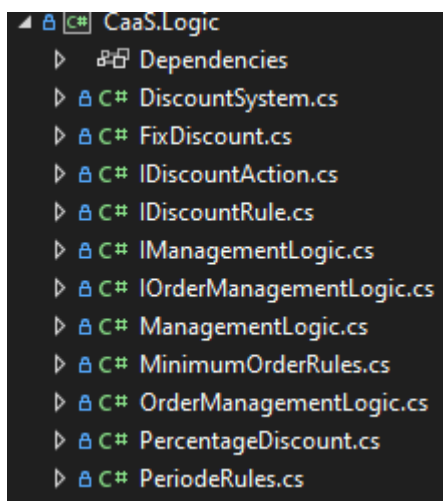 C# CaaS.Logic
Dependencies
C# DiscountSystem.cs
C# FixDiscount.cs
C# IDiscountAction.cs
C# IDiscountRule.cs
C# IManagementLogic.cs
C# IOrderManagementLogic.cs
C# ManagementLogic.cs
C# MinimumOrderRules.cs
C# OrderManagementLogic.cs
C# PercentageDiscount.cs
C# PeriodeRules.cs